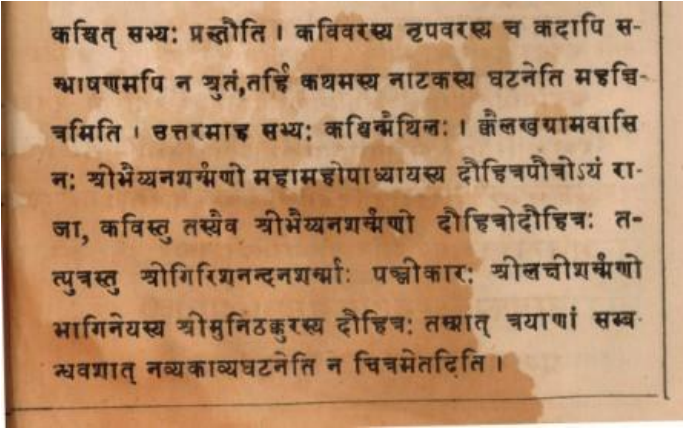 कश्चित् सभ्यः प्रस्तौति । कविवरस्य नृपवरस्य च कदापि स-
म्भाषणमपि न श्रुतं,तर्हि कथमस्य नाटकस्य घटनेति महच्चि-
त्रमिति । उत्तरमाह सभ्यः कश्चिन्मैथिलः । कैलखग्रामवासि
नः श्रीभैय्यनशर्म्मणो महामहोपाध्यायस्य दौहित्रपौत्रोऽयं रा-
जा, कविस्तु तस्यैव श्रीभैय्यनशर्म्मणो दौहित्रोदौहित्रः त-
त्पुत्रस्तु श्रीगिरिशनन्दनशर्म्माः पञ्जीकारः श्रीलचीशर्म्मणो
भागिनेयस्य श्रीमुनिठक्कुरस्य दौहित्रः तस्मात् त्रयाणां सम्ब-
न्धवशात् नव्यकाव्यघटनेति न चित्रमेतदिति ।